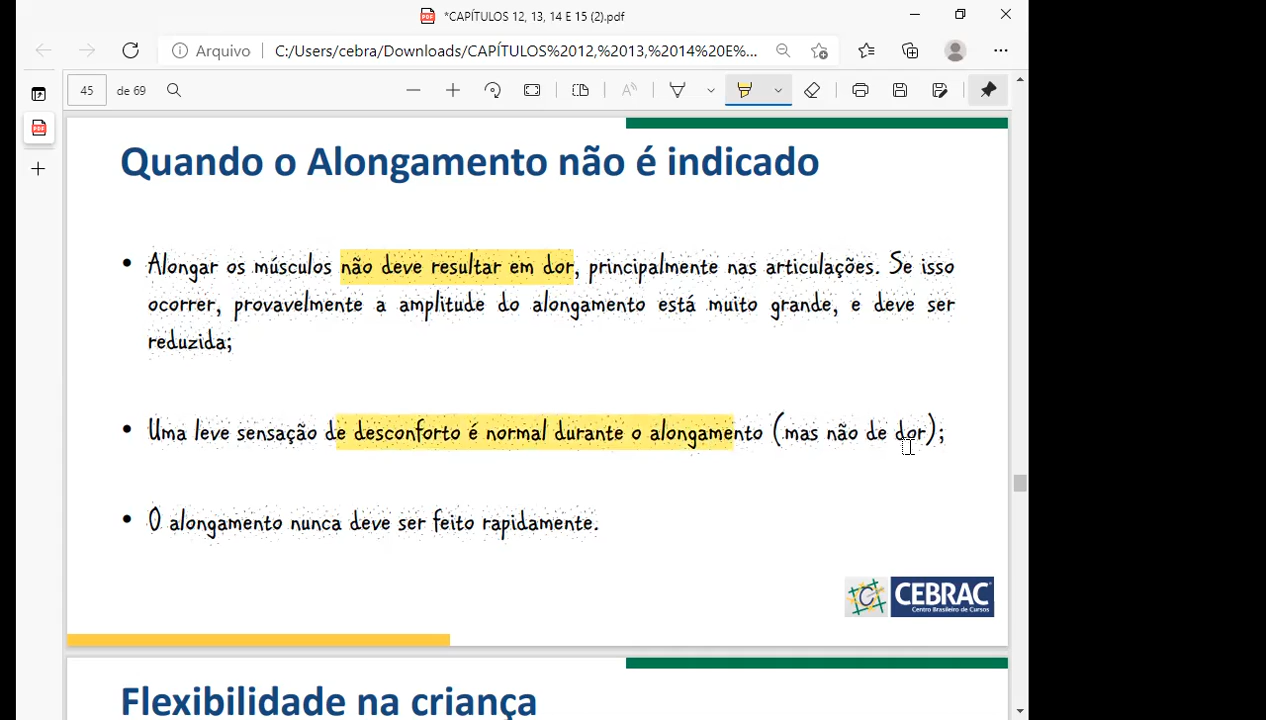 *CAPÍTULOS 12, 13, 14 E 15 (2).pdf
Arquivo | C:/Users/cebra/Downloads/CAPÍTULOS%2012,%2013,%2014%20E%...
45 de 69
Quando o Alongamento não é indicado
• Alongar os músculos não deve resultar em dor, principalmente nas articulações. Se isso
ocorrer, provavelmente a amplitude do alongamento está muito grande, e deve ser
reduzida;
• Uma leve sensação de desconforto é normal durante o alongamento (mas não de dor);
• O alongamento nunca deve ser feito rapidamente.
CEBRAC
Centro Brasileiro de Cursos
Flexibilidade na criança